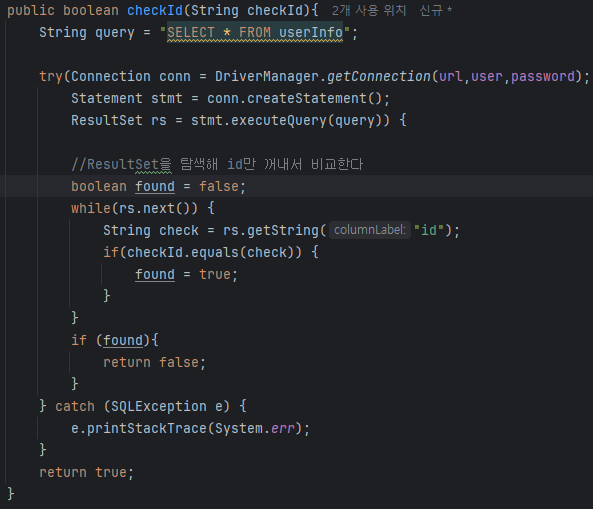 public boolean checkId(String checkId){ 2개 사용 위치 신규 *
String query = "SELECT * FROM userInfo";
try(Connection conn = DriverManager.getConnection(url,user,password);
Statement stmt = conn.createStatement();
ResultSet rs = stmt.executeQuery(query)) {
//ResultSet을 탐색해 id만 꺼내서 비교한다
boolean found = false;
while(rs.next()) {
String check = rs.getString( columnLabel: "id");
if(checkId.equals(check)) {
found = true;
}
}
if (found){
return false;
}
} catch (SQLException e) {
e.printStackTrace(System.err);
}
return true;
}